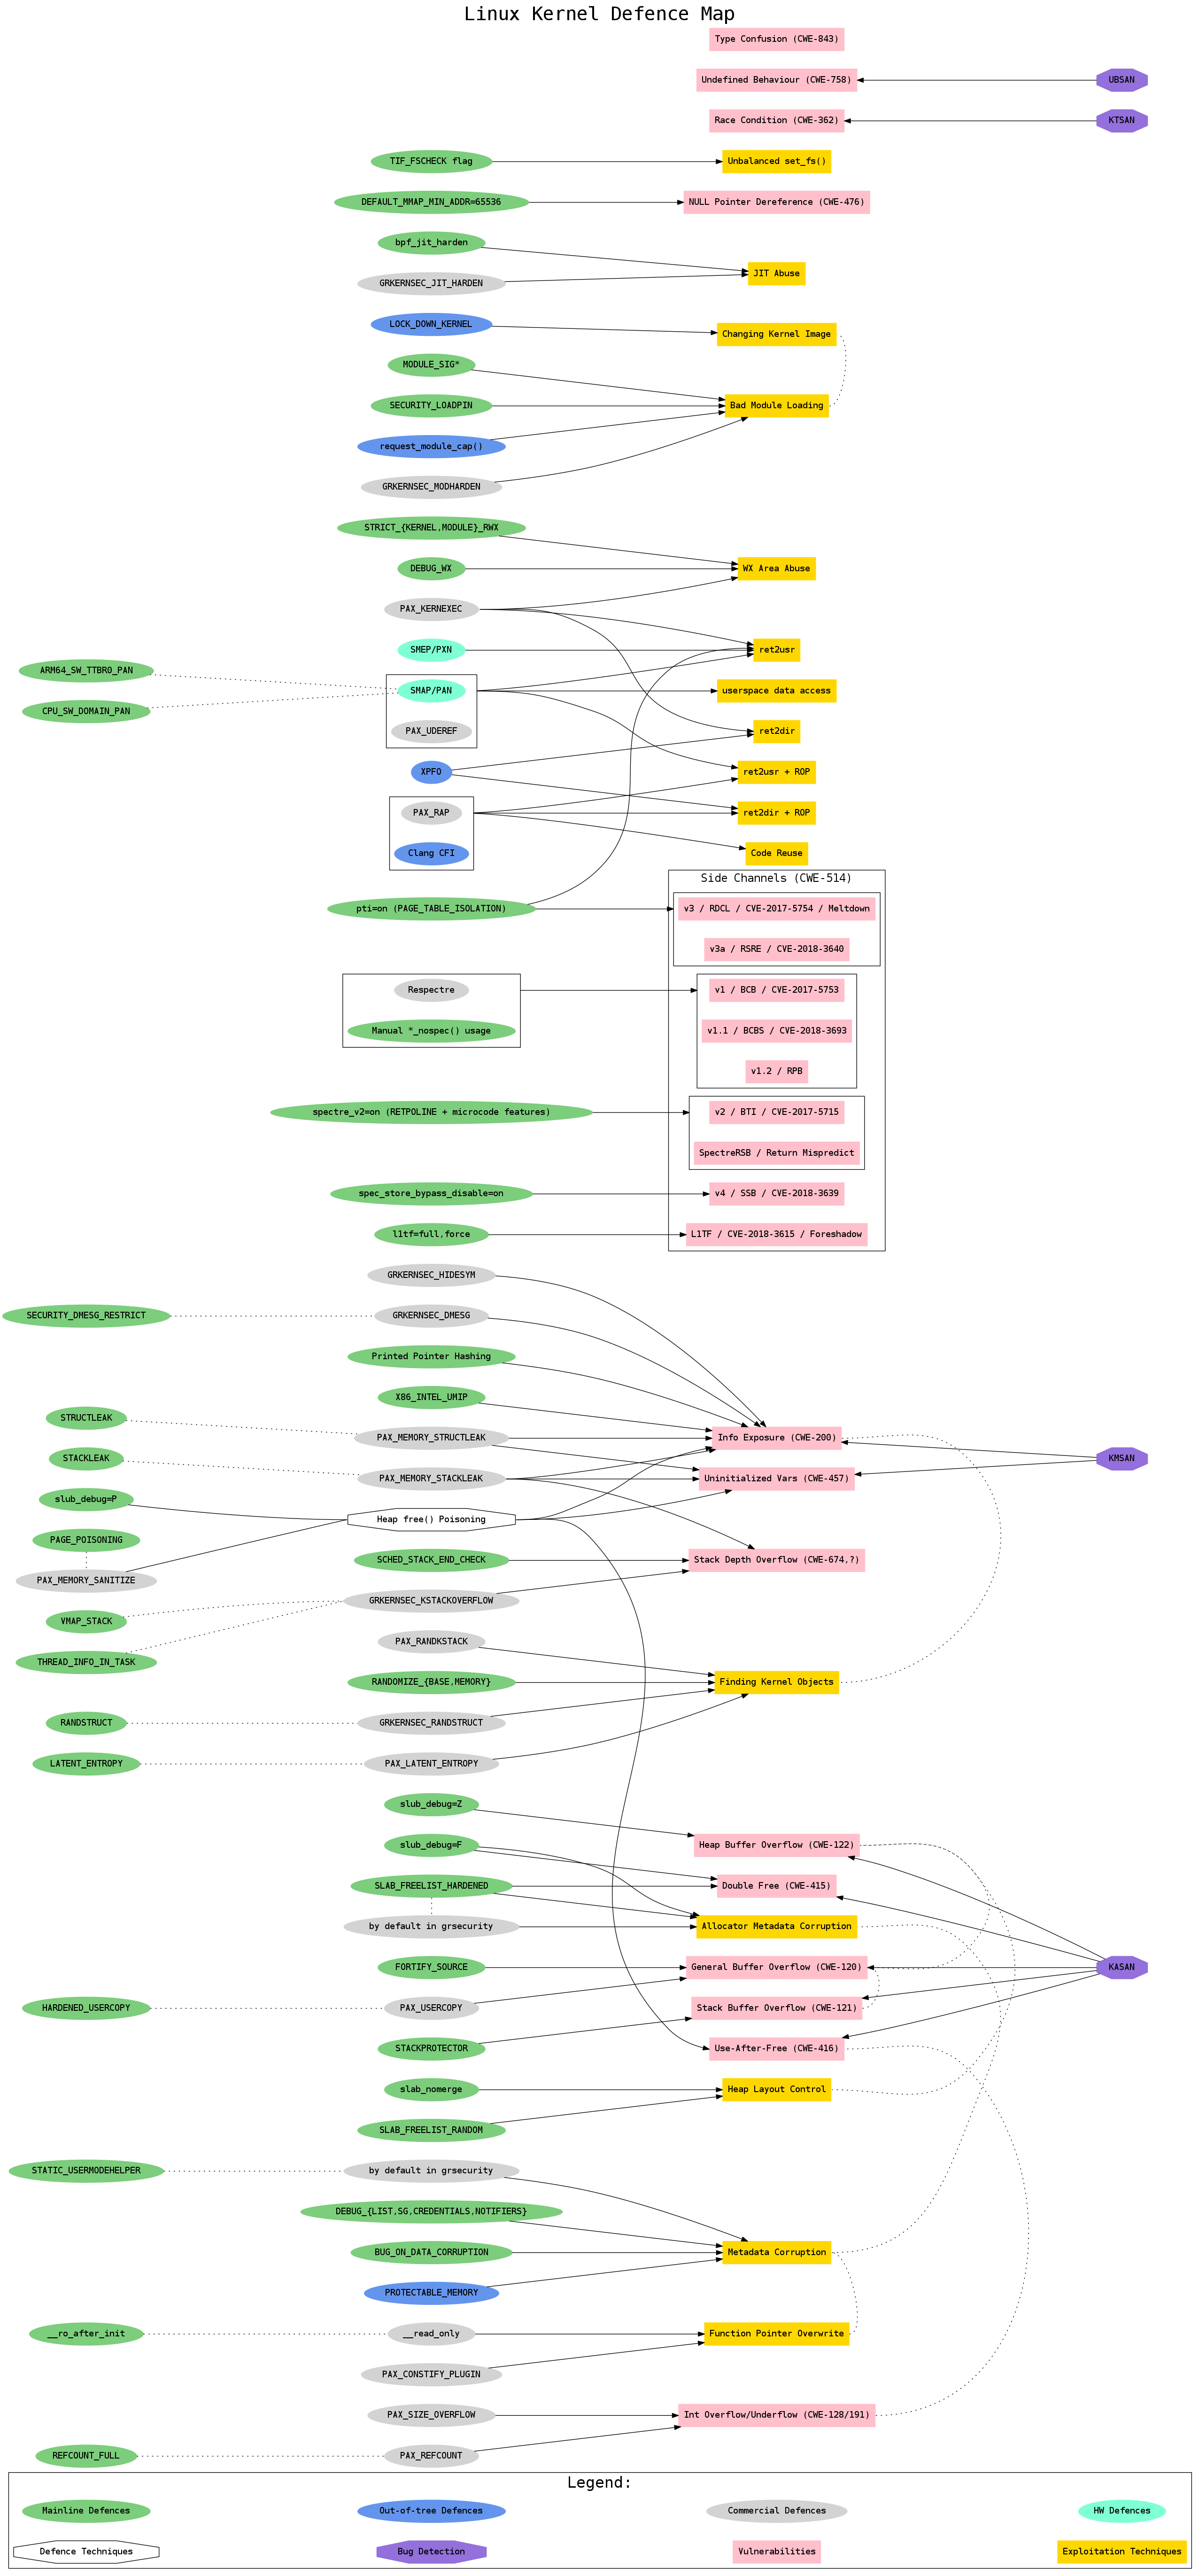 Linux Kernel Defence Map
Type Confusion (CWE-843)
Undefined Behaviour (CWE-758)
UBSAN
Race Condition (CWE-362)
KTSAN
TIF_FSCHECK flag
Unbalanced set_fs()
DEFAULT_MMAP_MIN_ADDR=65536
NULL Pointer Dereference (CWE-476)
bpf_jit_harden
JIT Abuse
GRKERNSEC_JIT_HARDEN
LOCK_DOWN_KERNEL
Changing Kernel Image
MODULE_SIG*
SECURITY_LOADPIN
Bad Module Loading
request_module_cap()
GRKERNSEC_MODHARDEN
STRICT_{KERNEL,MODULE}_RWX
DEBUG_WX
WX Area Abuse
PAX_KERNEXEC
SMEP/PXN
ret2usr
ARM64_SW_TTBR0_PAN
SMAP/PAN
userspace data access
CPU_SW_DOMAIN_PAN
PAX_UDEREF
ret2dir
XPFO
ret2usr + ROP
PAX_RAP
ret2dir + ROP
Clang CFI
Code Reuse
Side Channels (CWE-514)
pti=on (PAGE_TABLE_ISOLATION)
v3 / RDCL / CVE-2017-5754 / Meltdown
v3a / RSRE / CVE-2018-3640
Respectre
v1 / BCB / CVE-2017-5753
Manual *_nospec() usage
v1.1 / BCBS / CVE-2018-3693
v1.2 / RPB
spectre_v2=on (RETPOLINE + microcode features)
v2 / BTI / CVE-2017-5715
SpectreRSB / Return Mispredict
spec_store_bypass_disable=on
v4 / SSB / CVE-2018-3639
l1tf=full,force
L1TF / CVE-2018-3615 / Foreshadow
GRKERNSEC_HIDESYM
SECURITY_DMESG_RESTRICT
GRKERNSEC_DMESG
Printed Pointer Hashing
X86_INTEL_UMIP
STRUCTLEAK
PAX_MEMORY_STRUCTLEAK
Info Exposure (CWE-200)
STACKLEAK
KMSAN
PAX_MEMORY_STACKLEAK
Uninitialized Vars (CWE-457)
slub_debug=P
Heap free() Poisoning
PAGE_POISONING
SCHED_STACK_END_CHECK
Stack Depth Overflow (CWE-674,?)
PAX_MEMORY_SANITIZE
GRKERNSEC_KSTACKOVERFLOW
VMAP_STACK
PAX_RANDKSTACK
THREAD_INFO_IN_TASK
RANDOMIZE_{BASE,MEMORY}
Finding Kernel Objects
RANDSTRUCT
GRKERNSEC_RANDSTRUCT
LATENT_ENTROPY
PAX_LATENT_ENTROPY
slub_debug=Z
slub_debug=F
Heap Buffer Overflow (CWE-122)
SLAB_FREELIST_HARDENED
Double Free (CWE-415)
by default in grsecurity
Allocator Metadata Corruption
FORTIFY_SOURCE
General Buffer Overflow (CWE-120)
KASAN
HARDENED_USERCOPY
PAX_USERCOPY
Stack Buffer Overflow (CWE-121)
STACKPROTECTOR
Use-After-Free (CWE-416)
slab_nomerge
Heap Layout Control
SLAB_FREELIST_RANDOM
STATIC_USERMODEHELPER
by default in grsecurity
DEBUG_{LIST,SG,CREDENTIALS,NOTIFIERS}
BUG_ON_DATA_CORRUPTION
Metadata Corruption
PROTECTABLE_MEMORY
__ro_after_init
__read_only
Function Pointer Overwrite
PAX_CONSTIFY_PLUGIN
PAX_SIZE_OVERFLOW
Int Overflow/Underflow (CWE-128/191)
REFCOUNT_FULL
PAX_REFCOUNT
Legend:
Mainline Defences
Out-of-tree Defences
Commercial Defences
HW Defences
Defence Techniques
Bug Detection
Vulnerabilities
Exploitation Techniques